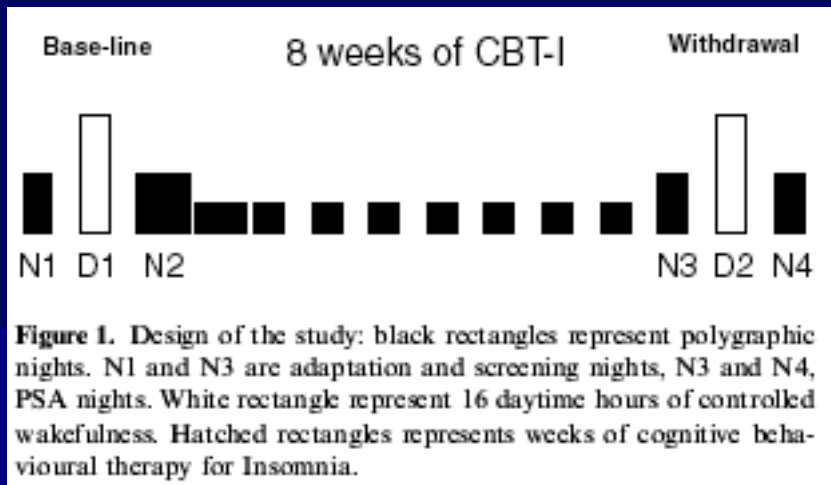 Base-line 8 weeks of CBT-I Withdrawal
N1 D1 N2 N3 D2 N4
Figure 1. Design of the study: black rectangles represent polygraphic
nights. N1 and N3 are adaptation and screening nights, N3 and N4,
PSA nights. White rectangle represent 16 daytime hours of controlled
wakefulness. Hatched rectangles represents weeks of cognitive beha-
vioural therapy for Insomnia.